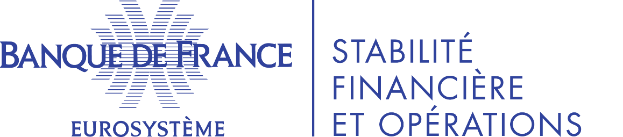 BANQUE DE FRANCE
EUROSYSTÈME
STABILITÉ
FINANCIÈRE
ET OPÉRATIONS